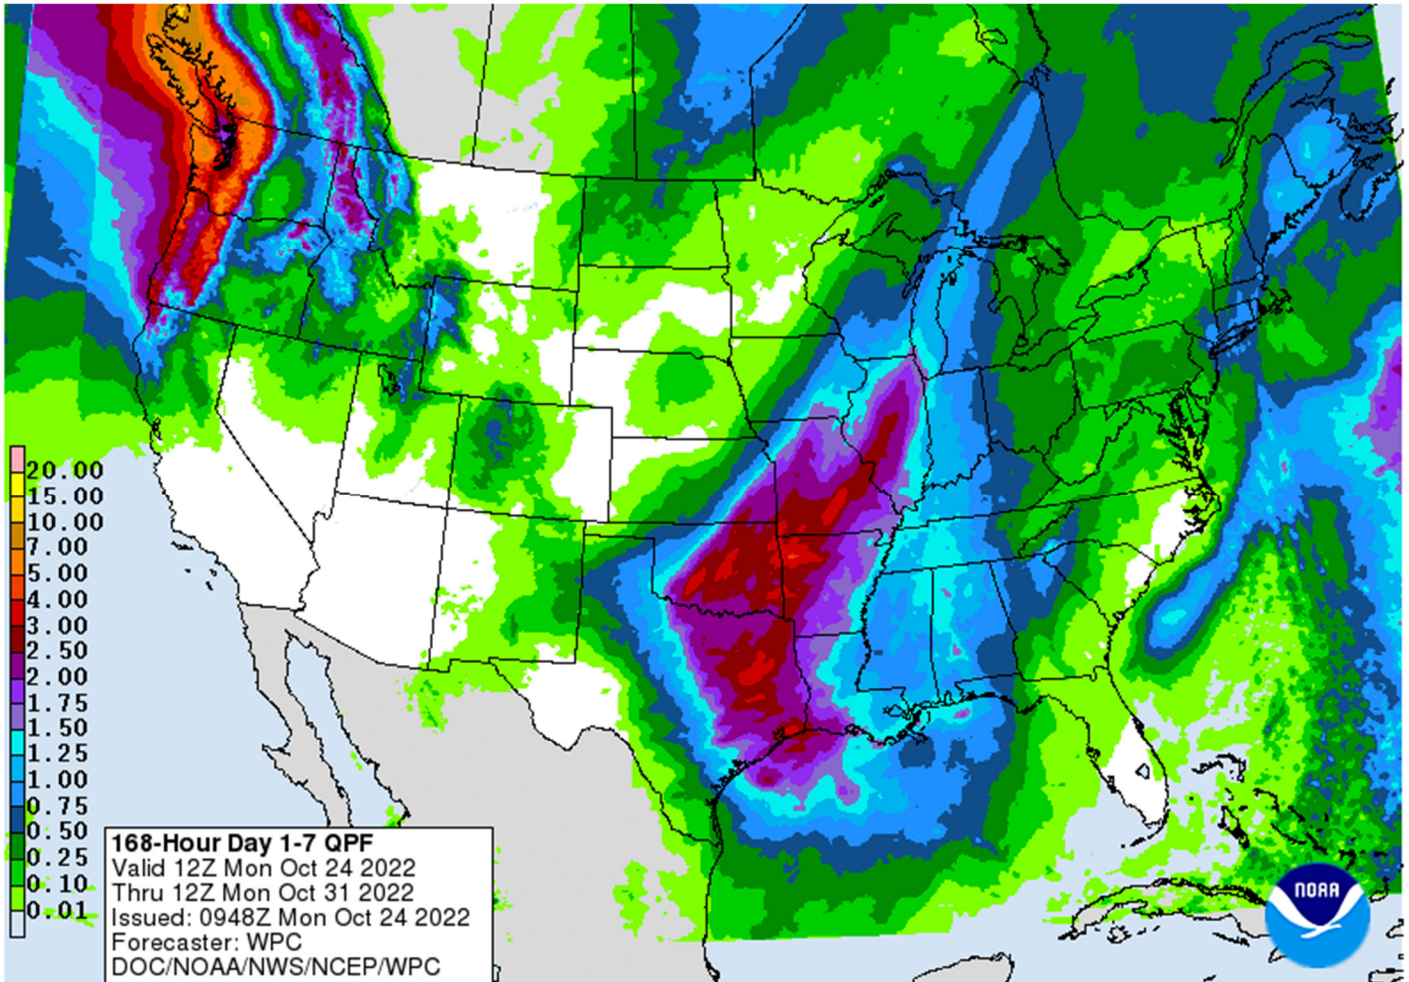 20.00
15.00
10.00
7.00
5.00
4.00
3.00
2.50
2.00
1.75
1.50
1.25
1.00
0.75
0.50
0.25
0.10
0.01
168-Hour Day 1-7 QPF
Valid 12Z Mon Oct 24 2022
Thru 12Z Mon Oct 31 2022
Issued: 0948Z Mon Oct 24 2022
Forecaster: WPC
DOC/NOAA/NWS/NCEP/WPC
NOAA